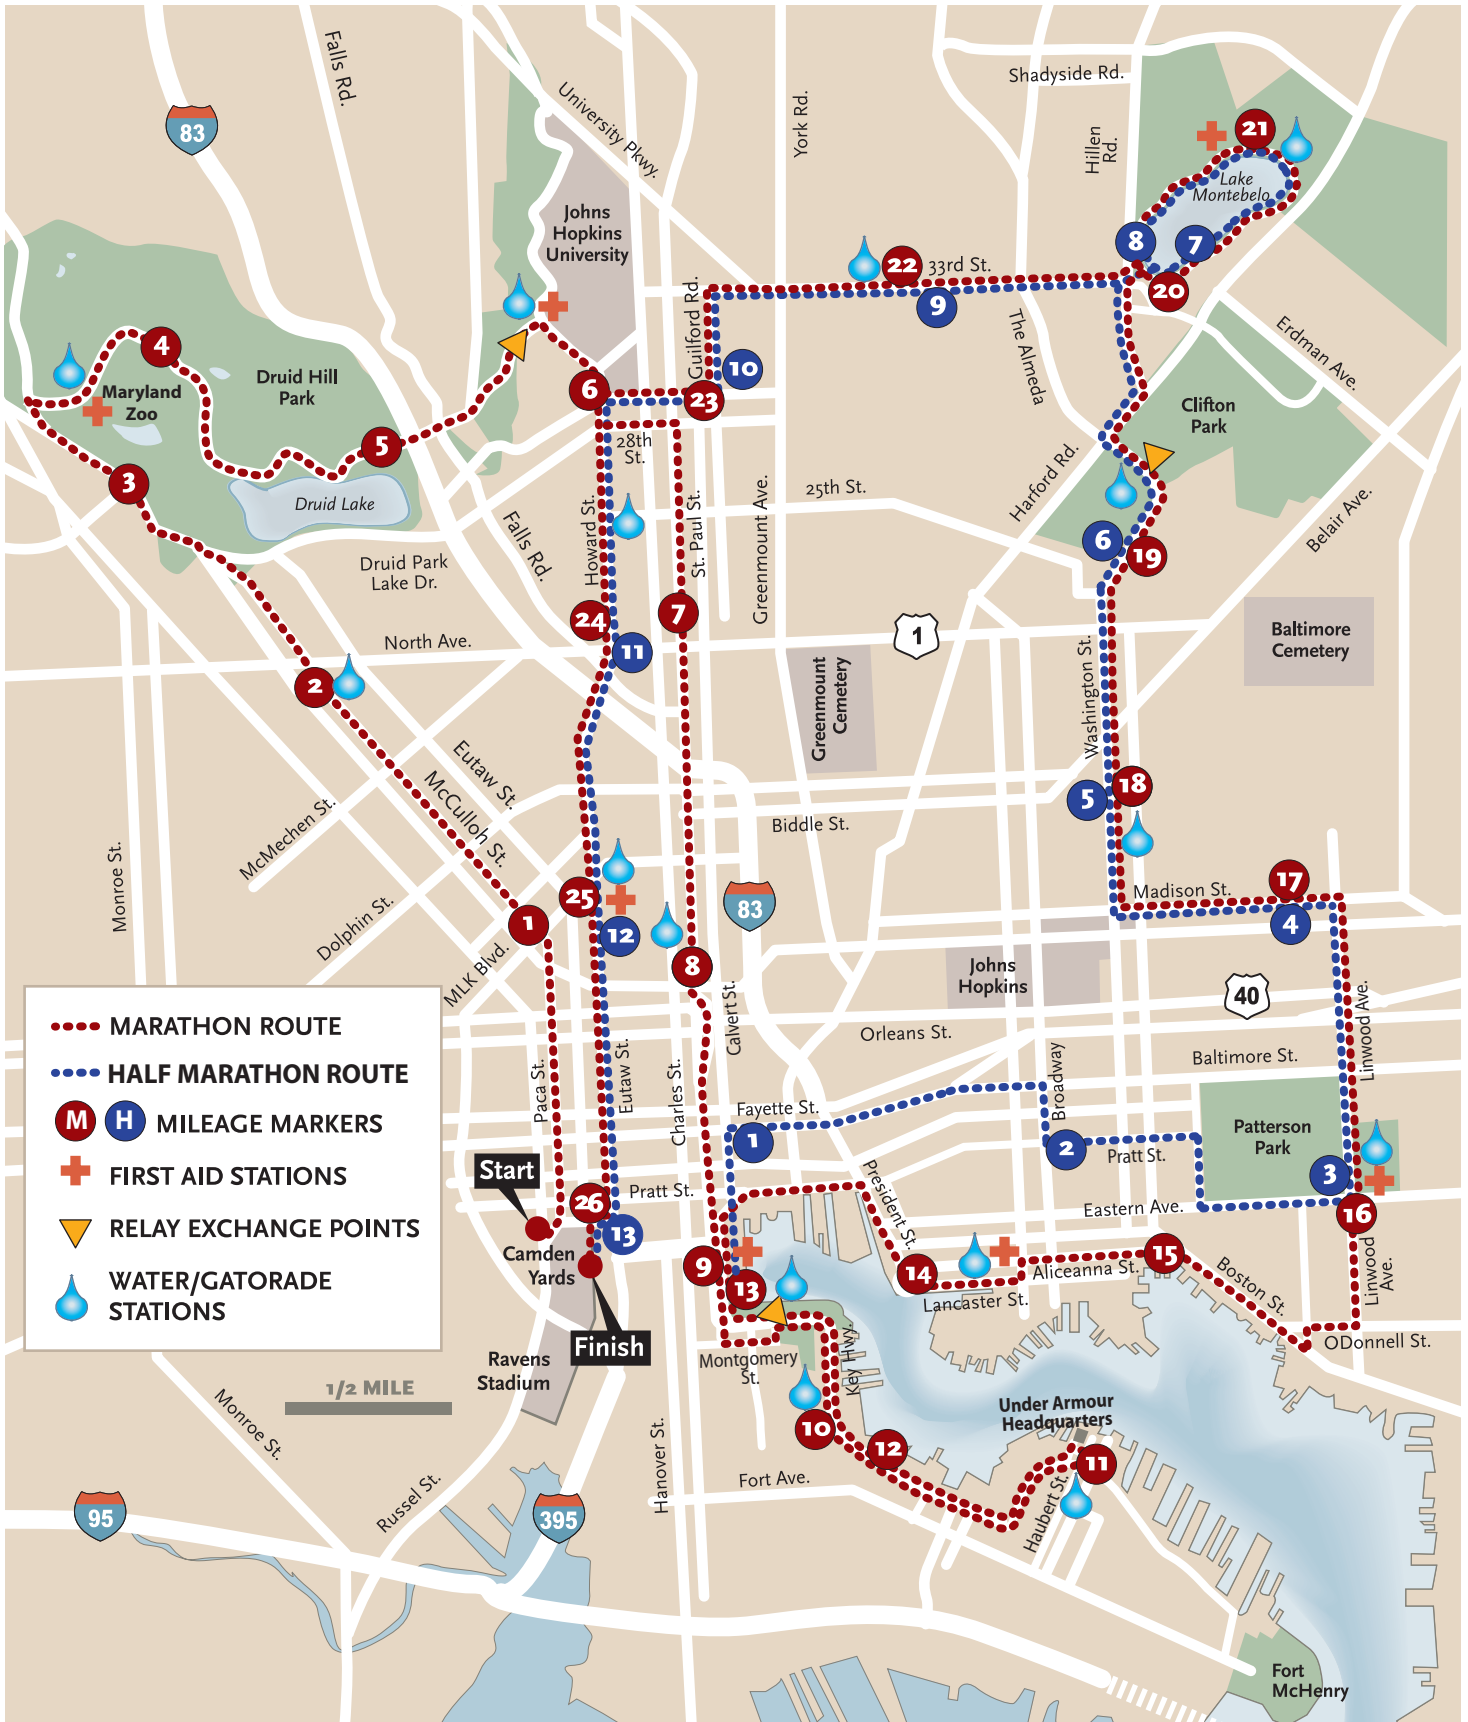 Falls Rd.
83
University Pkwy.
York Rd.
Shadyside Rd.
Hillen
Rd.
21
Lake
Montebelo
8
7
20
Johns
Hopkins
University
22
33rd St.
9
Guilford Rd.
The Alameda
Erdman Ave.
4
Maryland
Zoo
Druid Hill
Park
6
10
23
Clifton
Park
5
28th
St.
3
Druid Lake
25th St.
Harford Rd.
Belair Ave.
Howard St.
St. Paul St.
Greenmount Ave.
Falls Rd.
Druid Park
Lake Dr.
6
19
24
7
11
North Ave.
1
Baltimore
Cemetery
2
Greenmount
Cemetery
Washington St.
Eutaw St.
McCulloh St.
McMechen St.
Biddle St.
5
18
Monroe St.
Dolphin St.
25
1
12
83
Madison St.
17
4
MLK Blvd.
8
Johns
Hopkins
40
Calvert St.
Orleans St.
Linwood Ave.
Baltimore St.
Paca St.
Eutaw St.
Charles St.
Broadway
Fayette St.
1
2
Pratt St.
Patterson
Park
3
MARATHON ROUTE
HALF MARATHON ROUTE
M
H
MILEAGE MARKERS
FIRST AID STATIONS
RELAY EXCHANGE POINTS
WATER/GATORADE
STATIONS
Start
26
Pratt St.
13
Camden
Yards
President St.
Eastern Ave.
16
9
13
14
Aliceanna St.
15
Lancaster St.
Boston St.
Linwood
Ave.
ODonnell St.
Finish
Ravens
Stadium
Montgomery
St.
Key Hwy.
1/2 MILE
Monroe St.
Under Armour
Headquarters
10
12
11
Hanover St.
Fort Ave.
Haubert St.
Russel St.
95
395
Fort
McHenry